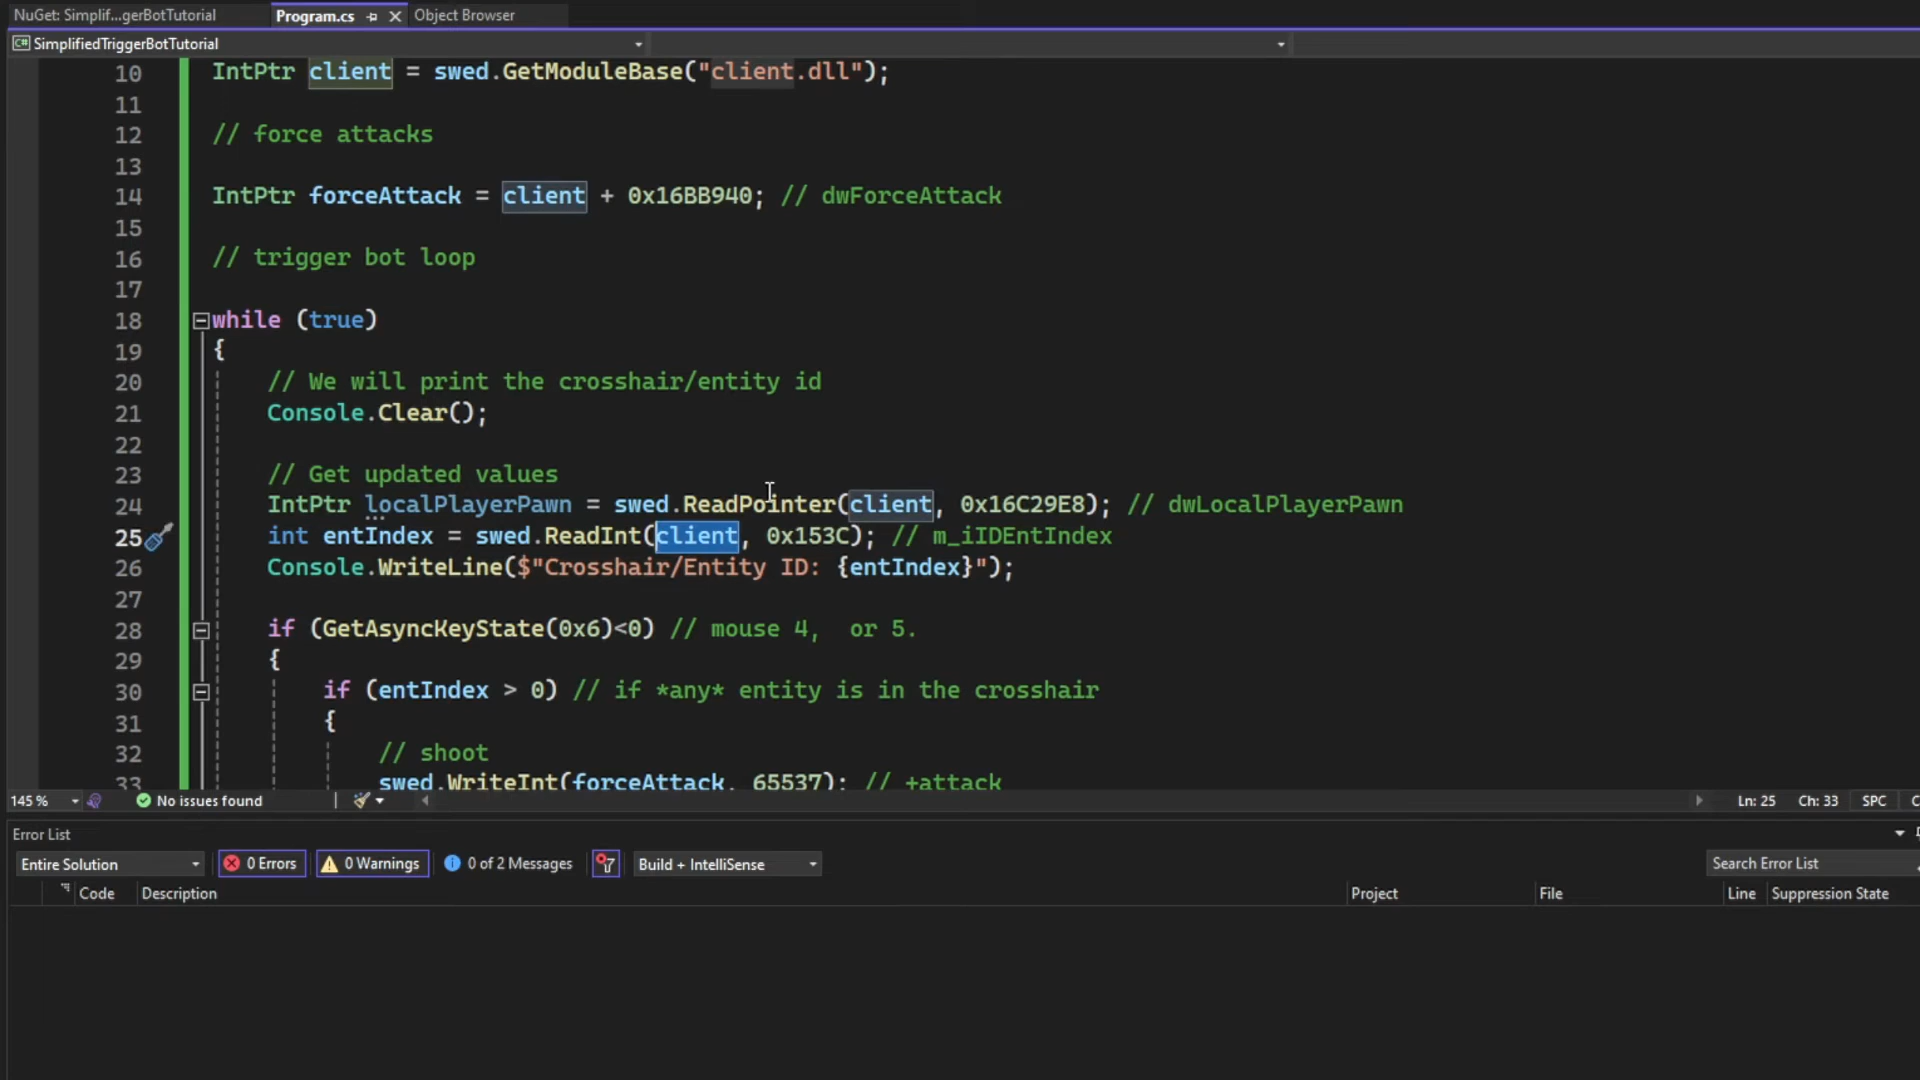 NuGet: Simplif...gerBotTutorial Program.cs Object Browser
C# SimplifiedTriggerBotTutorial
10 IntPtr client = swed.GetModuleBase("client.dll");
11
12 // force attacks
13
14 IntPtr forceAttack = client + 0x16BB940; // dwForceAttack
15
16 // trigger bot loop
17
18 while (true)
19 {
20 // We will print the crosshair/entity id
21 Console.Clear();
22
23 // Get updated values
24 IntPtr localPlayerPawn = swed.ReadPointer(client, 0x16C29E8); // dwLocalPlayerPawn
25 int entIndex = swed.ReadInt(client, 0x153C); // m_iIDEntIndex
26 Console.WriteLine($"Crosshair/Entity ID: {entIndex}");
27
28 if (GetAsyncKeyState(0x6)<0) // mouse 4,  or 5.
29 {
30 if (entIndex > 0) // if *any* entity is in the crosshair
31 {
32 // shoot
33 swed.WriteInt(forceAttack, 65537); // +attack
145 % No issues found Ln: 25 Ch: 33 SPC
Error List
Entire Solution 0 Errors 0 Warnings 0 of 2 Messages Build + IntelliSense Search Error List
Code Description Project File Line Suppression State